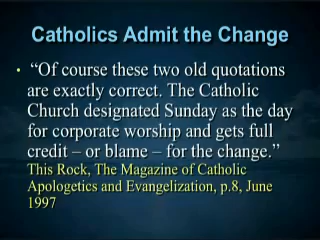 Catholics Admit the Change
• “Of course these two old quotations
are exactly correct. The Catholic
Church designated Sunday as the day
for corporate worship and gets full
credit – or blame – for the change.”
This Rock, The Magazine of Catholic
Apologetics and Evangelization, p.8, June
1997